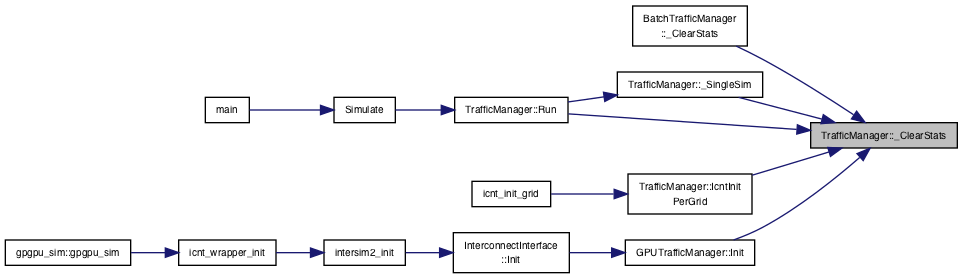 BatchTrafficManager
::_ClearStats
TrafficManager::_SingleSim
main
Simulate
TrafficManager::Run
TrafficManager::_ClearStats
icnt_init_grid
TrafficManager::IcntInit
PerGrid
gpgpu_sim::gpgpu_sim
icnt_wrapper_init
intersim2_init
InterconnectInterface
::Init
GPUTrafficManager::Init